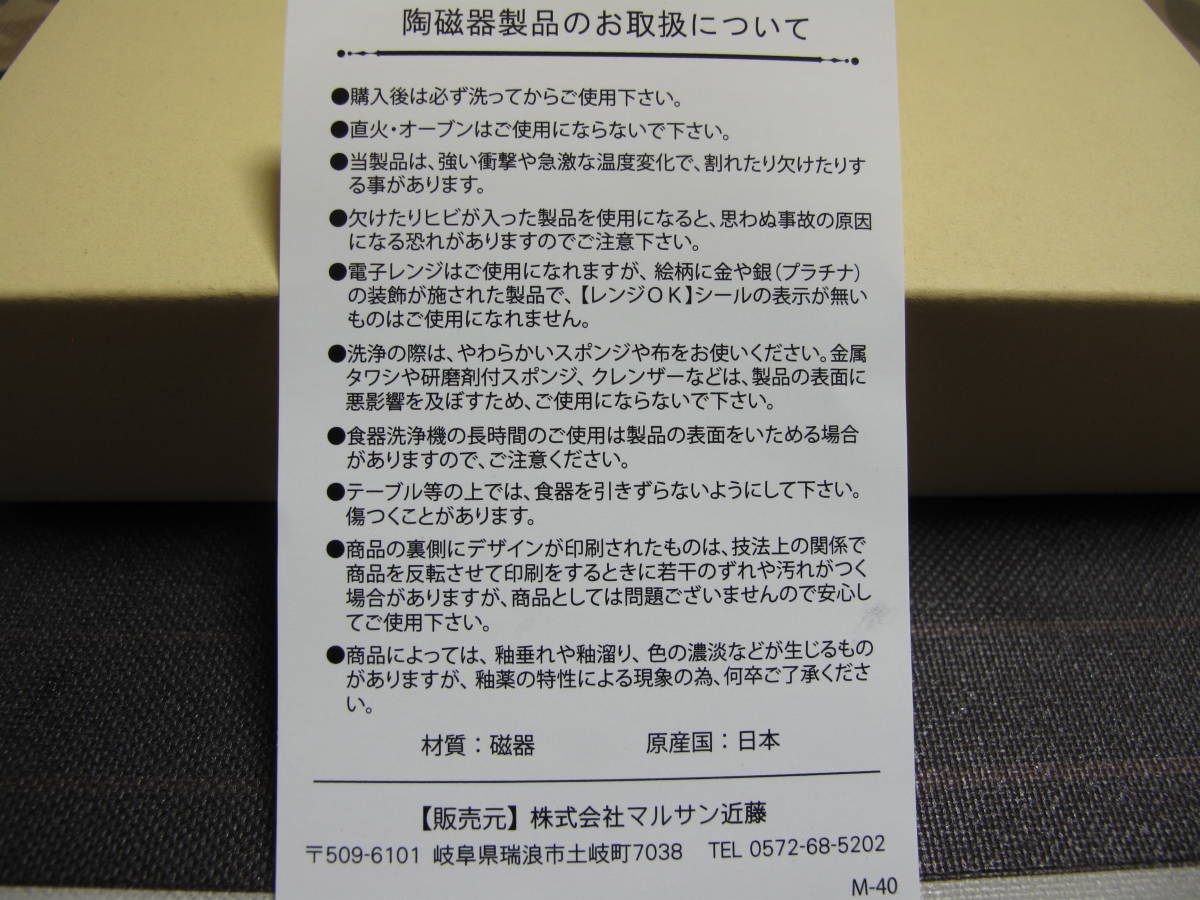 陶磁器製品のお取扱について
●購入後は必ず洗ってからご使用下さい。
●直火・オーブンはご使用にならないで下さい。
●当製品は、強い衝撃や急激な温度変化で、割れたり欠けたりす
る事があります。
●欠けたりヒビが入った製品を使用になると、思わぬ事故の原因
になる恐れがありますのでご注意下さい。
●電子レンジはご使用になれますが、絵柄に金や銀(プラチナ)
の装飾が施された製品で、【レンジOK】シールの表示が無い
ものはご使用になれません。
●洗浄の際は、やわらかいスポンジや布をお使いください。金属
タワシや研磨剤付スポンジ、クレンザーなどは、製品の表面に
悪影響を及ぼすため、ご使用にならないで下さい。
●食器洗浄機の長時間のご使用は製品の表面をいためる場合
がありますので、ご注意ください。
●テーブル等の上では、食器を引きずらないようにして下さい。
傷つくことがあります。
●商品の裏側にデザインが印刷されたものは、技法上の関係で
商品を反転させて印刷をするときに若干のずれや汚れがつく
場合がありますが、商品としては問題ございませんので安心し
てご使用下さい。
●商品によっては、釉垂れや釉溜り、色の濃淡などが生じるもの
がありますが、釉薬の特性による現象の為、何卒ご了承くださ
い。
材質：磁器 原産国：日本
【販売元】株式会社マルサン近藤
〒509-6101 岐阜県瑞浪市土岐町7038 TEL 0572-68-5202
M-40